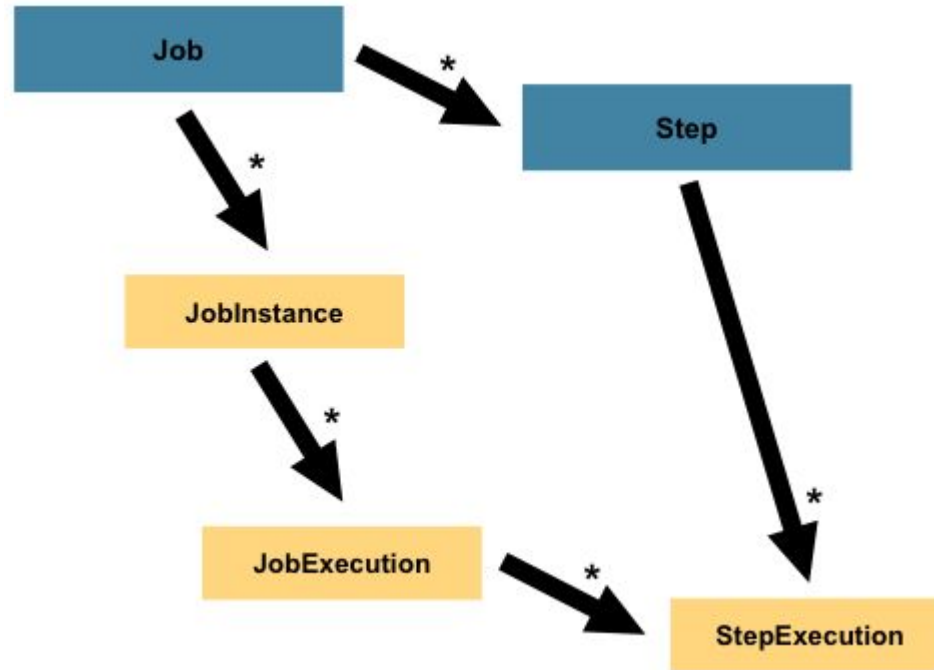 Job
*
Step
*
JobInstance
*
*
JobExecution
*
StepExecution